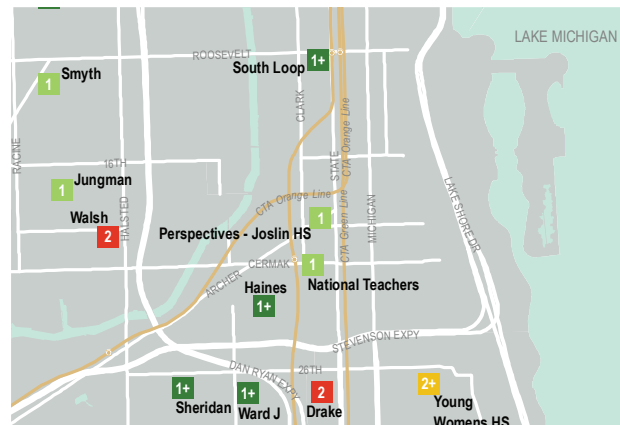 LAKE MICHIGAN
ROOSEVELT
South Loop
1+
1
Smyth
RACINE
CLARK
STATE
CTA Orange Line
16TH
1
Jungman
Walsh
2
HALSTED
CTA Orange Line
MICHIGAN
LAKE SHORE DR
1
Perspectives - Joslin HS
CTA Green Line
CERMAK
1
National Teachers
ARCHER
Haines
1+
STEVENSON EXPY
DAN RYAN EXPY
26TH
1+
Sheridan
1+
Ward J
2
Drake
2+
Young
Womens HS